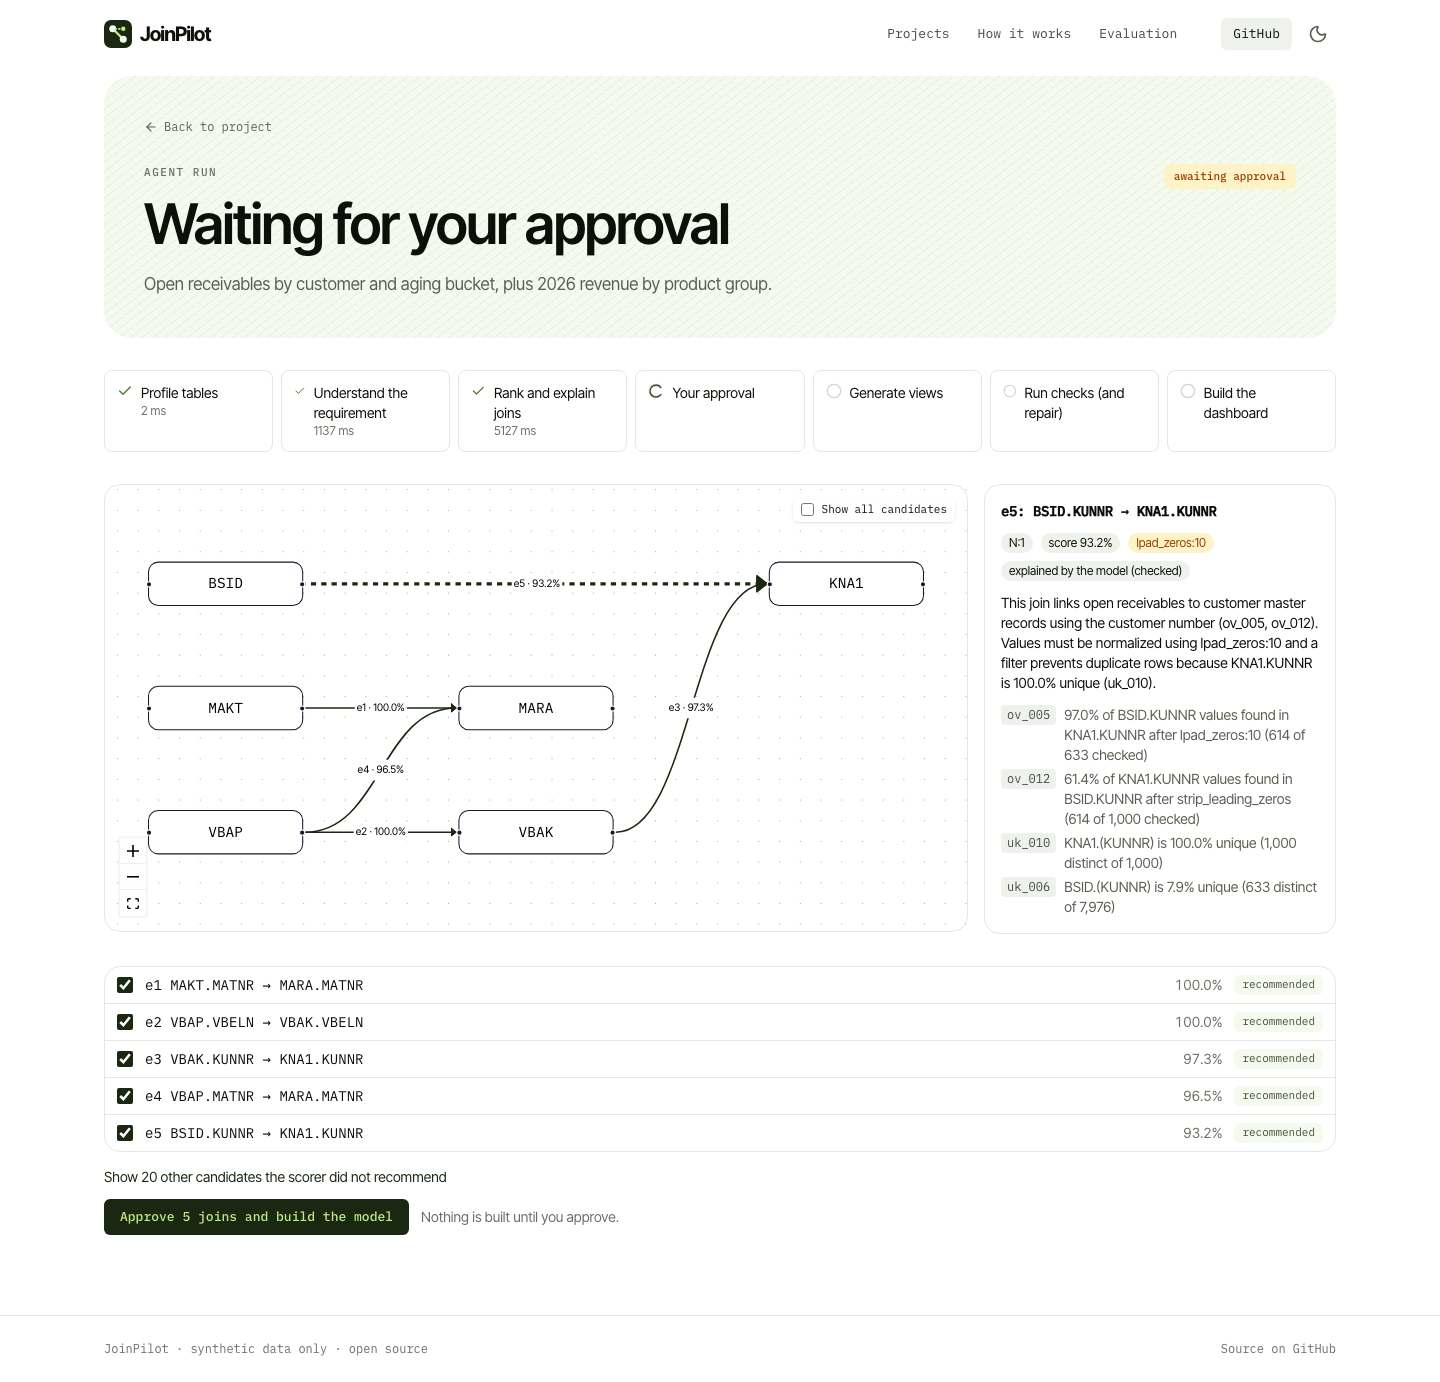 JoinPilot
Projects
How it works
Evaluation
GitHub
Back to project
AGENT RUN
awaiting approval
Waiting for your approval
Open receivables by customer and aging bucket, plus 2026 revenue by product group.
Profile tables
2 ms
Understand the
requirement
1137 ms
Rank and explain
joins
5127 ms
Your approval
Generate views
Run checks (and
repair)
Build the
dashboard
Show all candidates
BSID
e5 · 93.2%
KNA1
MAKT
e1 · 100.0%
MARA
e3 · 97.3%
e4 · 96.5%
VBAP
e2 · 100.0%
VBAK
e5: BSID.KUNNR → KNA1.KUNNR
N:1
score 93.2%
lpad_zeros:10
explained by the model (checked)
This join links open receivables to customer master
records using the customer number (ov_005, ov_012).
Values must be normalized using lpad_zeros:10 and a
filter prevents duplicate rows because KNA1.KUNNR
is 100.0% unique (uk_010).
ov_005 97.0% of BSID.KUNNR values found in
KNA1.KUNNR after lpad_zeros:10 (614 of
633 checked)
ov_012 61.4% of KNA1.KUNNR values found in
BSID.KUNNR after strip_leading_zeros
(614 of 1,000 checked)
uk_010 KNA1.(KUNNR) is 100.0% unique (1,000
distinct of 1,000)
uk_006 BSID.(KUNNR) is 7.9% unique (633 distinct
of 7,976)
e1 MAKT.MATNR → MARA.MATNR 100.0% recommended
e2 VBAP.VBELN → VBAK.VBELN 100.0% recommended
e3 VBAK.KUNNR → KNA1.KUNNR 97.3% recommended
e4 VBAP.MATNR → MARA.MATNR 96.5% recommended
e5 BSID.KUNNR → KNA1.KUNNR 93.2% recommended
Show 20 other candidates the scorer did not recommend
Approve 5 joins and build the model
Nothing is built until you approve.
JoinPilot · synthetic data only · open source
Source on GitHub